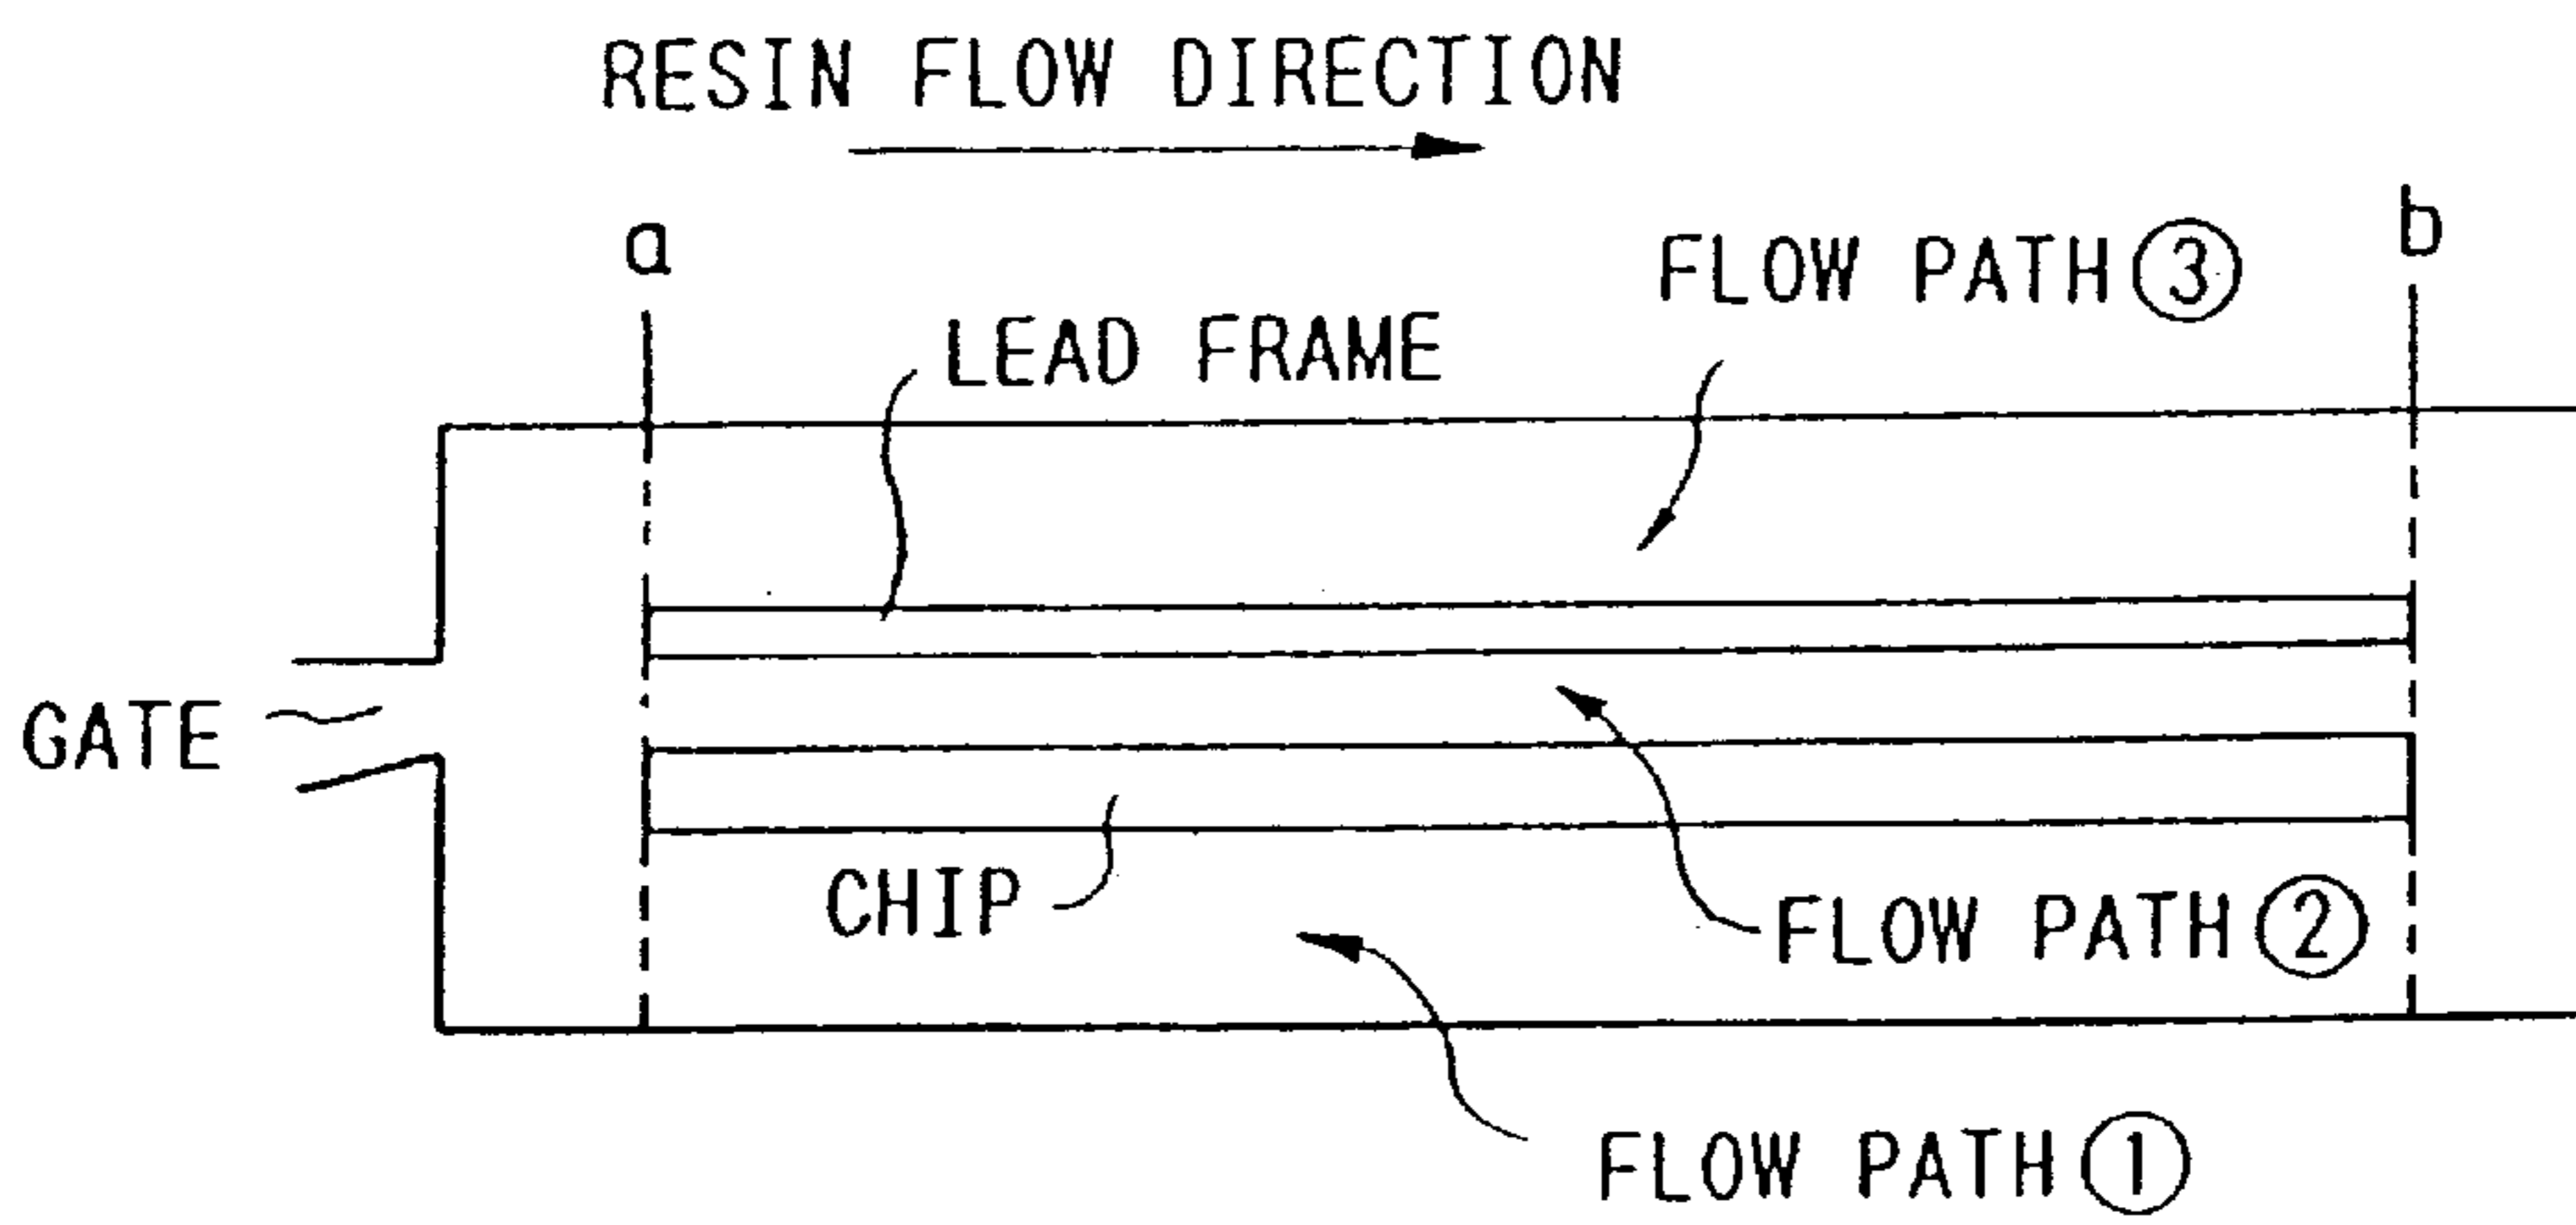 RESIN FLOW DIRECTION
a
b
FLOW PATH ③
LEAD FRAME
GATE
CHIP
FLOW PATH ②
FLOW PATH ①